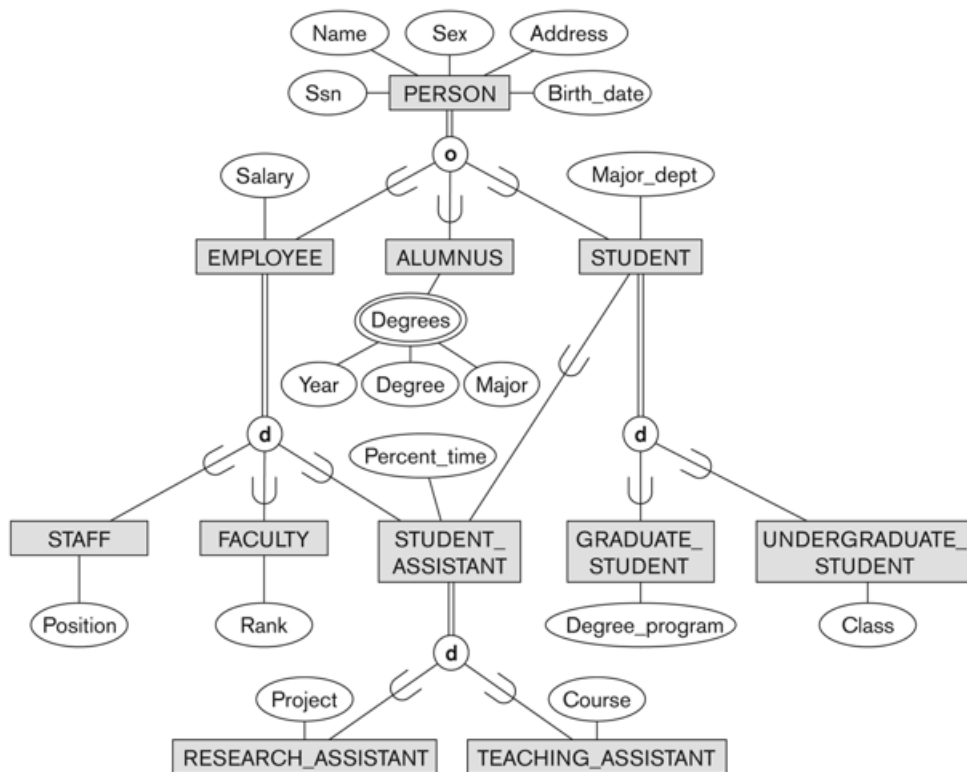 Name
Sex
Address
Ssn
PERSON
Birth_date
o
Salary
Major_dept
EMPLOYEE
ALUMNUS
STUDENT
Degrees
Year
Degree
Major
d
d
Percent_time
STAFF
FACULTY
STUDENT_
ASSISTANT
GRADUATE_
STUDENT
UNDERGRADUATE_
STUDENT
Position
Rank
Degree_program
Class
d
Project
Course
RESEARCH_ASSISTANT
TEACHING_ASSISTANT